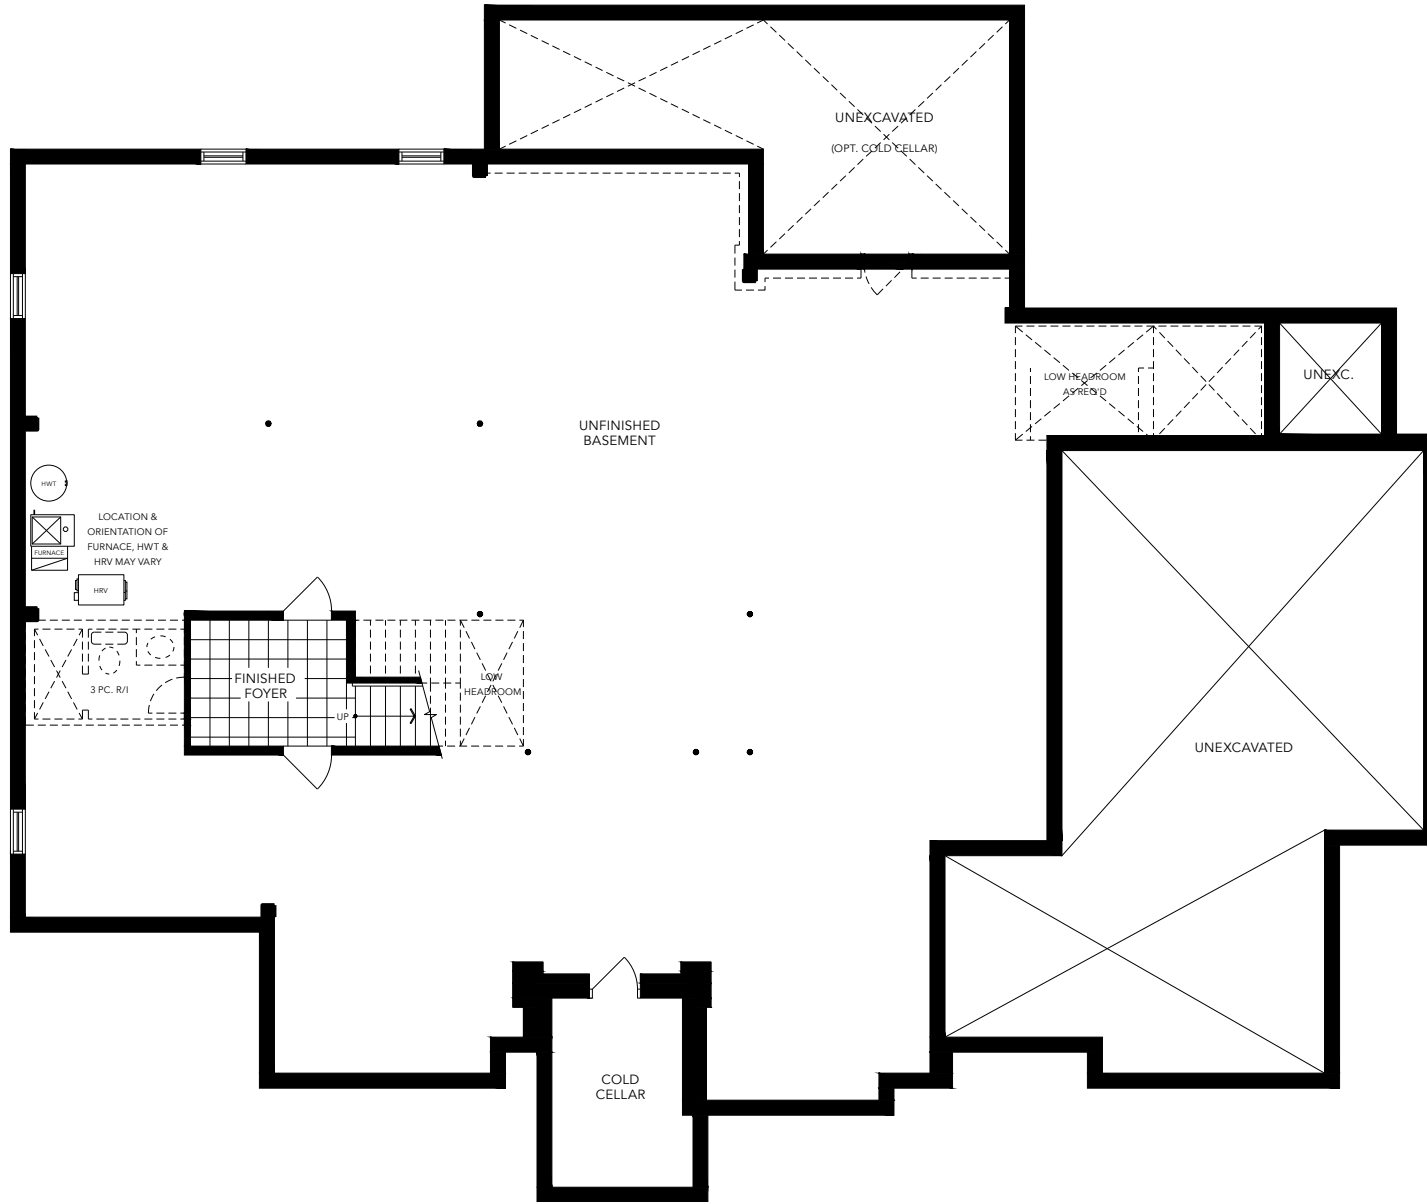 UNEXCAVATED
(OPT. COLD CELLAR)
LOW HEADROOM
AS REQ'D
UNEXC.
UNFINISHED
BASEMENT
HWT
LOCATION &
ORIENTATION OF
FURNACE, HWT &
HRV MAY VARY
FURNACE
HRV
3 PC. R/I
FINISHED
FOYER
UP
LOW
HEADROOM
UNEXCAVATED
COLD
CELLAR